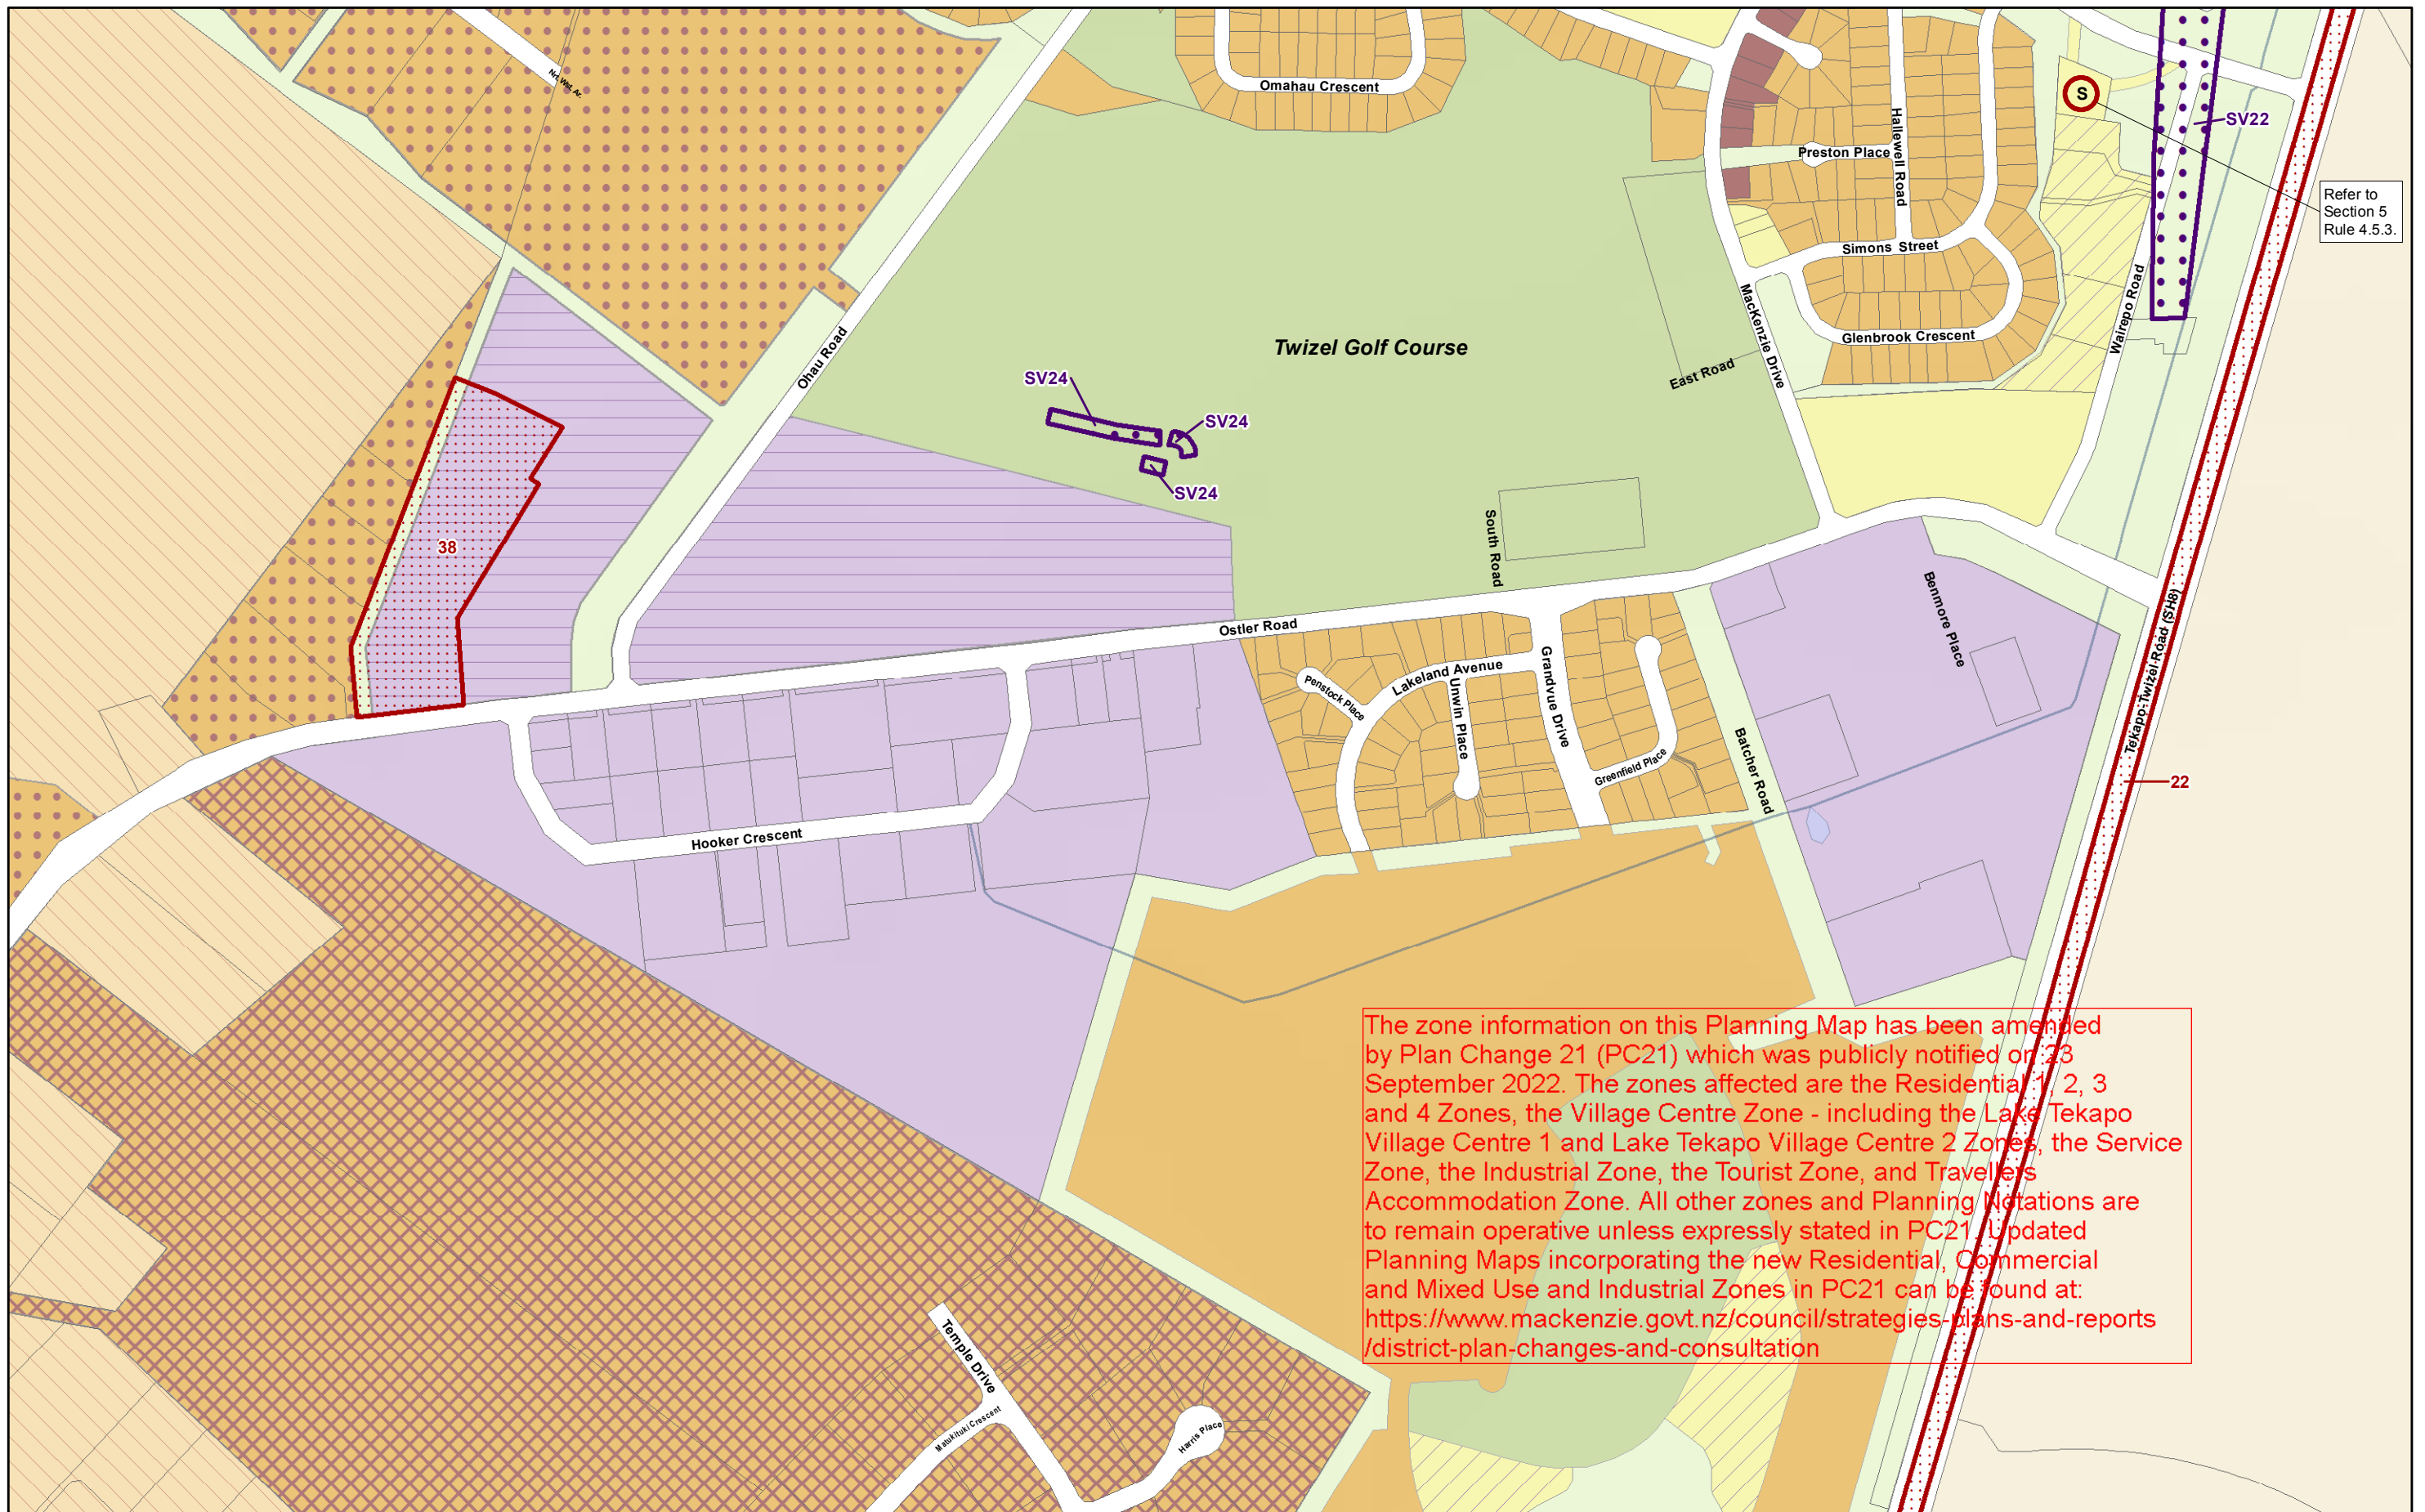 Omahau Crescent
S
SV22
Preston Place
Hallewell Road
Refer to
Section 5
Rule 4.5.3.
Simons Street
Wairepo Road
MacKenzie Drive
Glenbrook Crescent
Ohau Road
Twizel Golf Course
East Road
SV24
SV24
SV24
South Road
38
Benmore Place
Ostler Road
Tekapo-Twizel Road (SH8)
Lakeland Avenue
Penstock Place
Unwin Place
Grandvue Drive
Greenfield Place
Batcher Road
22
Hooker Crescent
The zone information on this Planning Map has been amended
by Plan Change 21 (PC21) which was publicly notified on 23
September 2022. The zones affected are the Residential 1, 2, 3
and 4 Zones, the Village Centre Zone - including the Lake Tekapo
Village Centre 1 and Lake Tekapo Village Centre 2 Zones, the Service
Zone, the Industrial Zone, the Tourist Zone, and Travellers
Accommodation Zone. All other zones and Planning Notations are
to remain operative unless expressly stated in PC21. Updated
Planning Maps incorporating the new Residential, Commercial
and Mixed Use and Industrial Zones in PC21 can be found at:
https://www.mackenzie.govt.nz/council/strategies-plans-and-reports
/district-plan-changes-and-consultation
Temple Drive
Matukituki Crescent
Harris Place